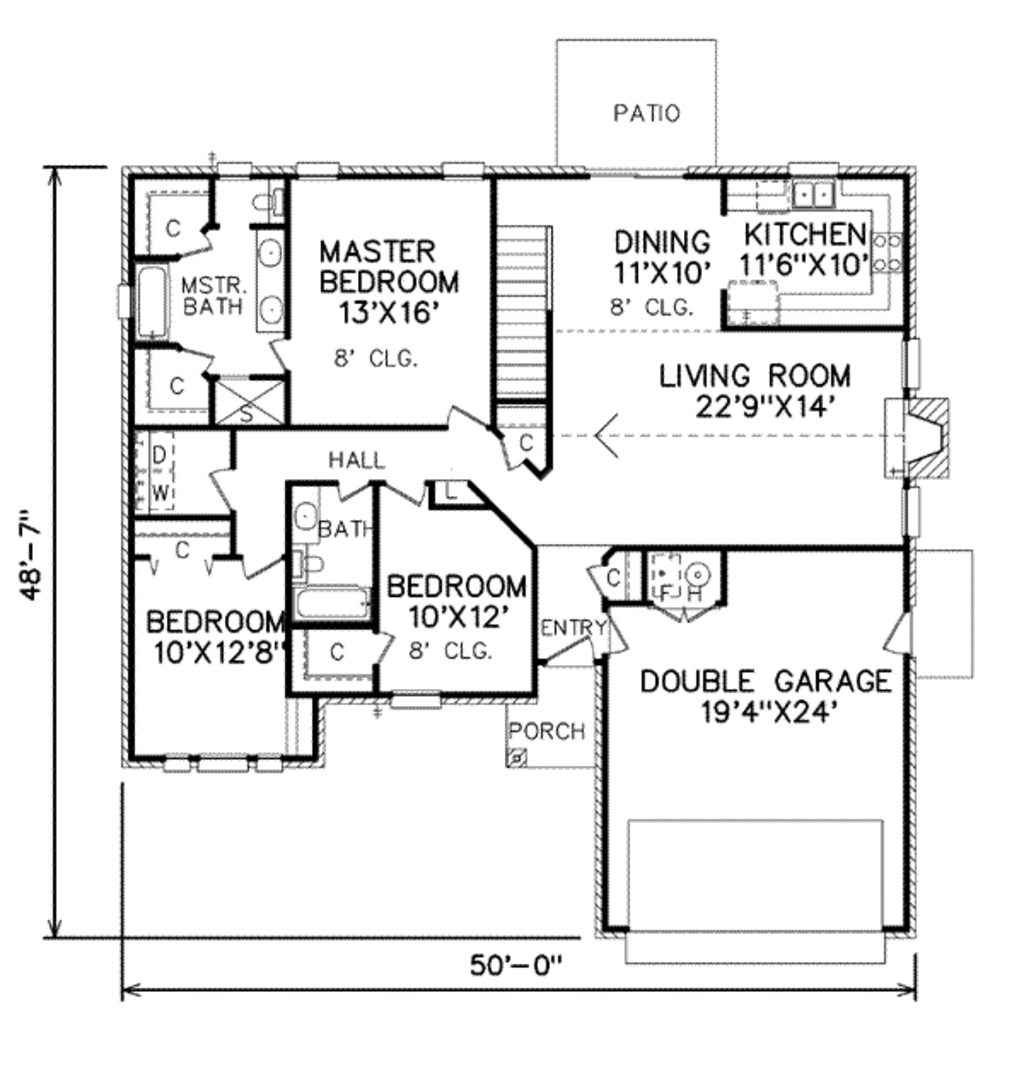 PATIO
C
MSTR.
BATH
C
S
MASTER
BEDROOM
13'X16'
8' CLG.
DINING
11'X10'
8' CLG.
KITCHEN
11'6"X10'
LIVING ROOM
22'9"X14'
C
D
W
HALL
L
C
BATH
BEDROOM
10'X12'8"
C
BEDROOM
10'X12'
8' CLG.
C
F H
ENTRY
PORCH
DOUBLE GARAGE
19'4"X24'
48'-7"
50'-0"